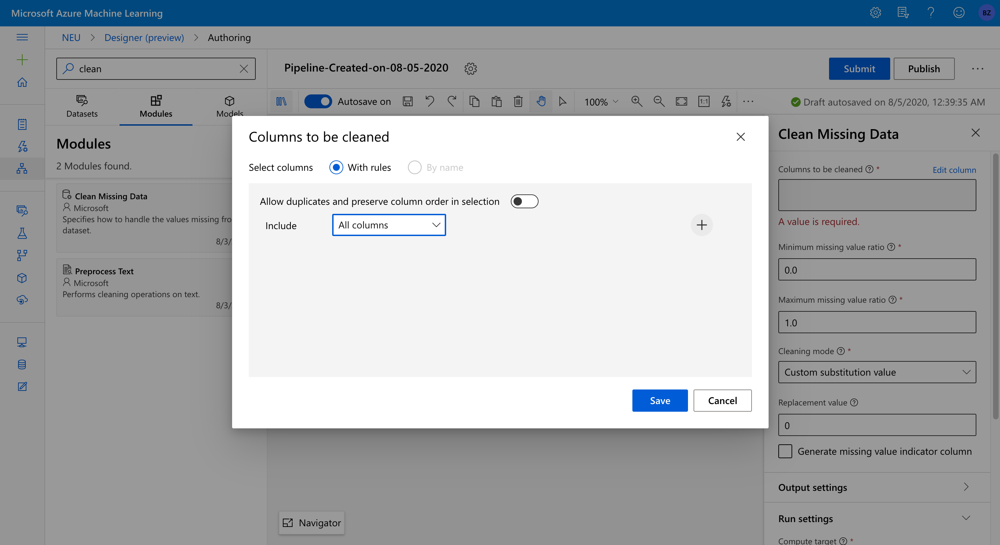 Microsoft Azure Machine Learning
BZ
NEU > Designer (preview) > Authoring
clean
Pipeline-Created-on-08-05-2020
Submit
Publish
Datasets
Modules
Models
Autosave on
100%
1:1
Draft autosaved on 8/5/2020, 12:39:35 AM
Modules
2 Modules found.
Clean Missing Data
Microsoft
Specifies how to handle the values missing fro
dataset.
8/3/
Preprocess Text
Microsoft
Performs cleaning operations on text.
8/3/
Columns to be cleaned
Select columns
With rules
By name
Allow duplicates and preserve column order in selection
Include
All columns
Save
Cancel
Navigator
Clean Missing Data
Columns to be cleaned *
Edit column
A value is required.
Minimum missing value ratio *
0.0
Maximum missing value ratio *
1.0
Cleaning mode *
Custom substitution value
Replacement value
0
Generate missing value indicator column
Output settings
Run settings
Compute target *